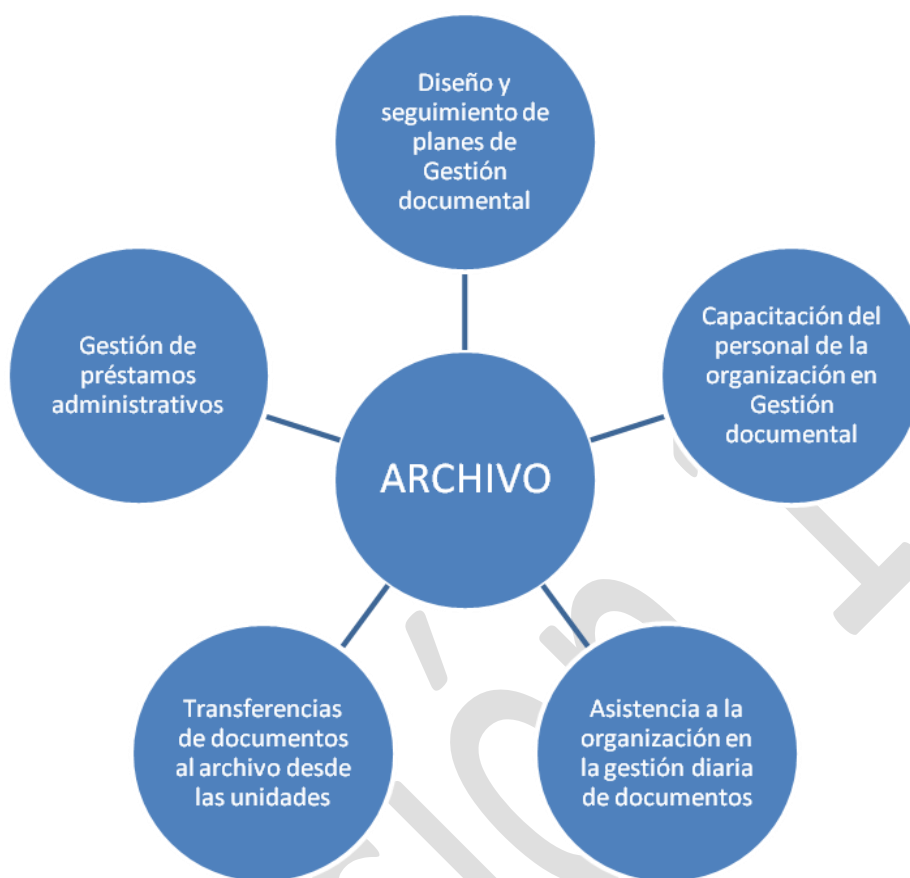 Diseño y
seguimiento de
planes de
Gestión
documental
Capacitación del
personal de la
organización en
Gestión
documental
Asistencia a la
organización en
la gestión diaria
de documentos
Transferencias
de documentos
al archivo desde
las unidades
Gestión de
préstamos
administrativos
ARCHIVO